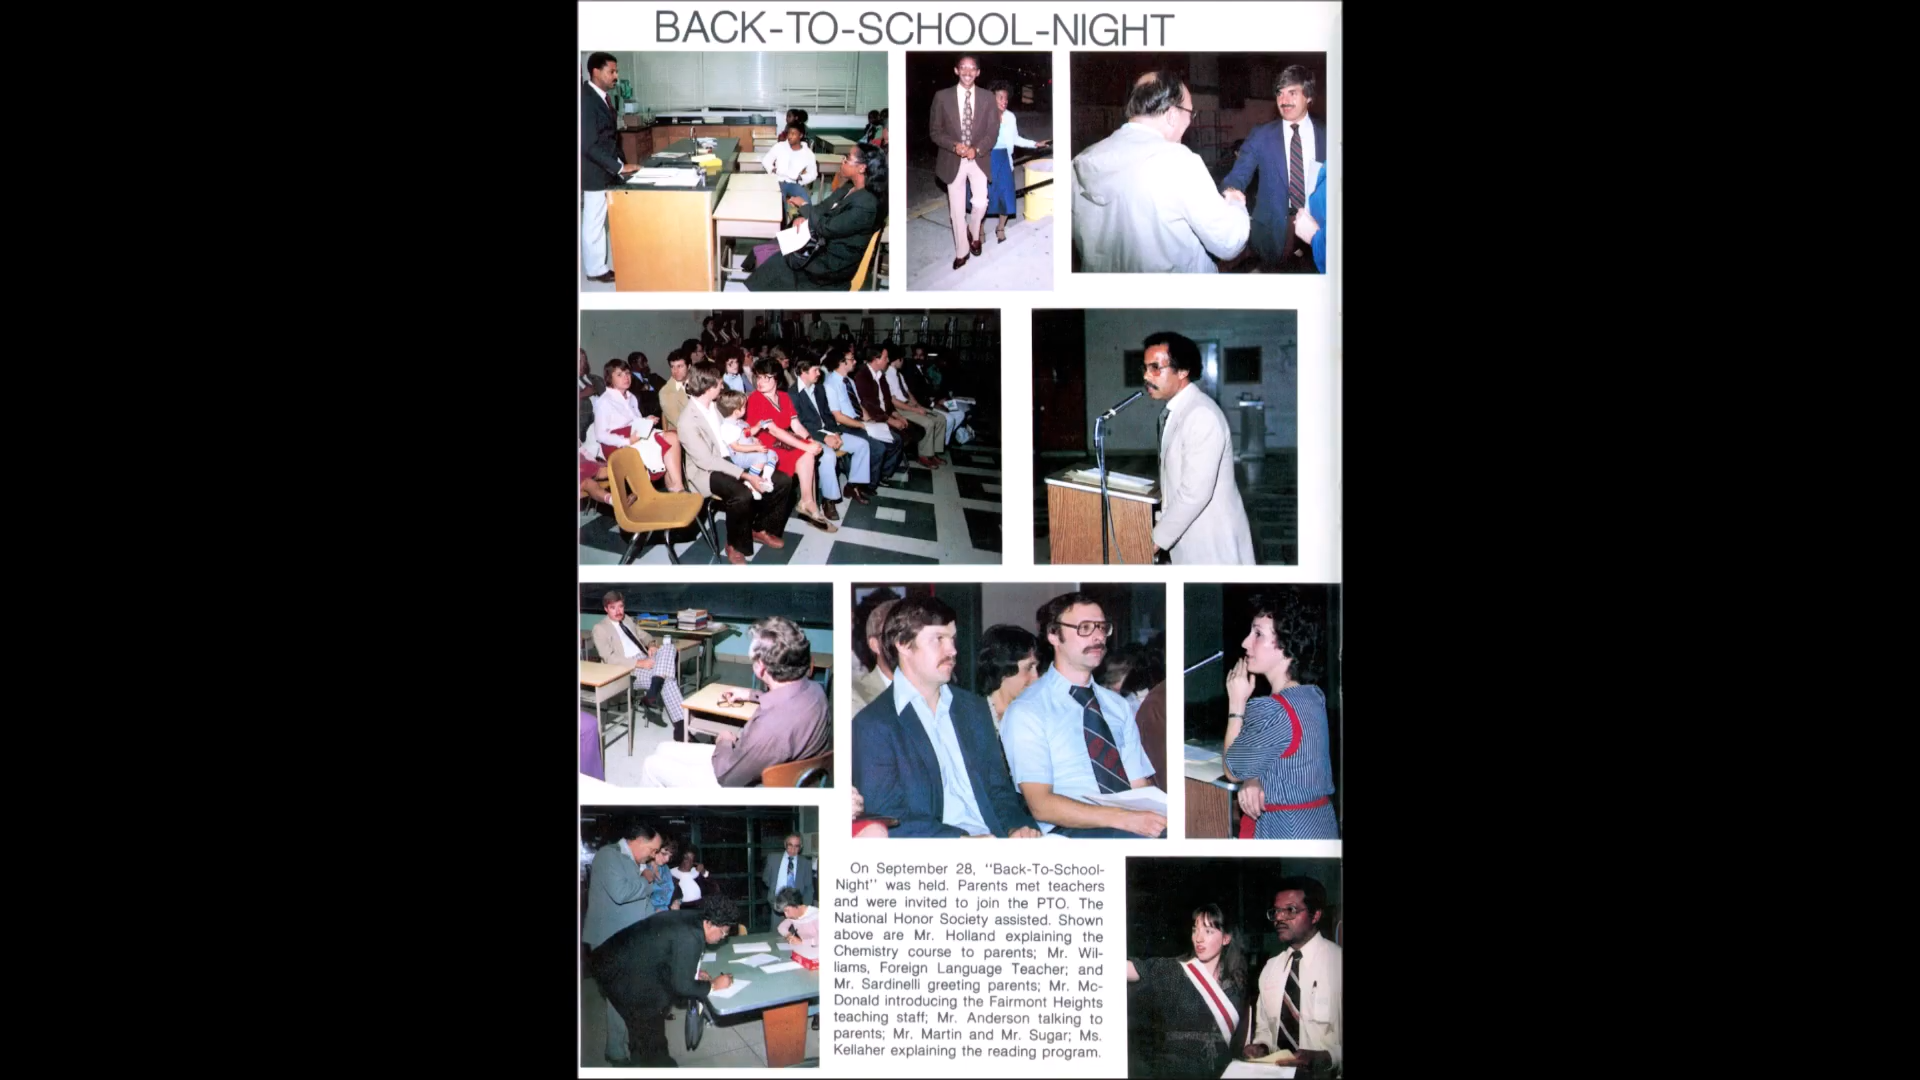 BACK-TO-SCHOOL-NIGHT
On September 28, "Back-To-School-
Night" was held. Parents met teachers
and were invited to join the PTO. The
National Honor Society assisted. Shown
above are Mr. Holland explaining the
Chemistry course to parents; Mr. Wil-
liams, Foreign Language Teacher; and
Mr. Sardinelli greeting parents; Mr. Mc-
Donald introducing the Fairmont Heights
teaching staff; Mr. Anderson talking to
parents; Mr. Martin and Mr. Sugar; Ms.
Kellaher explaining the reading program.